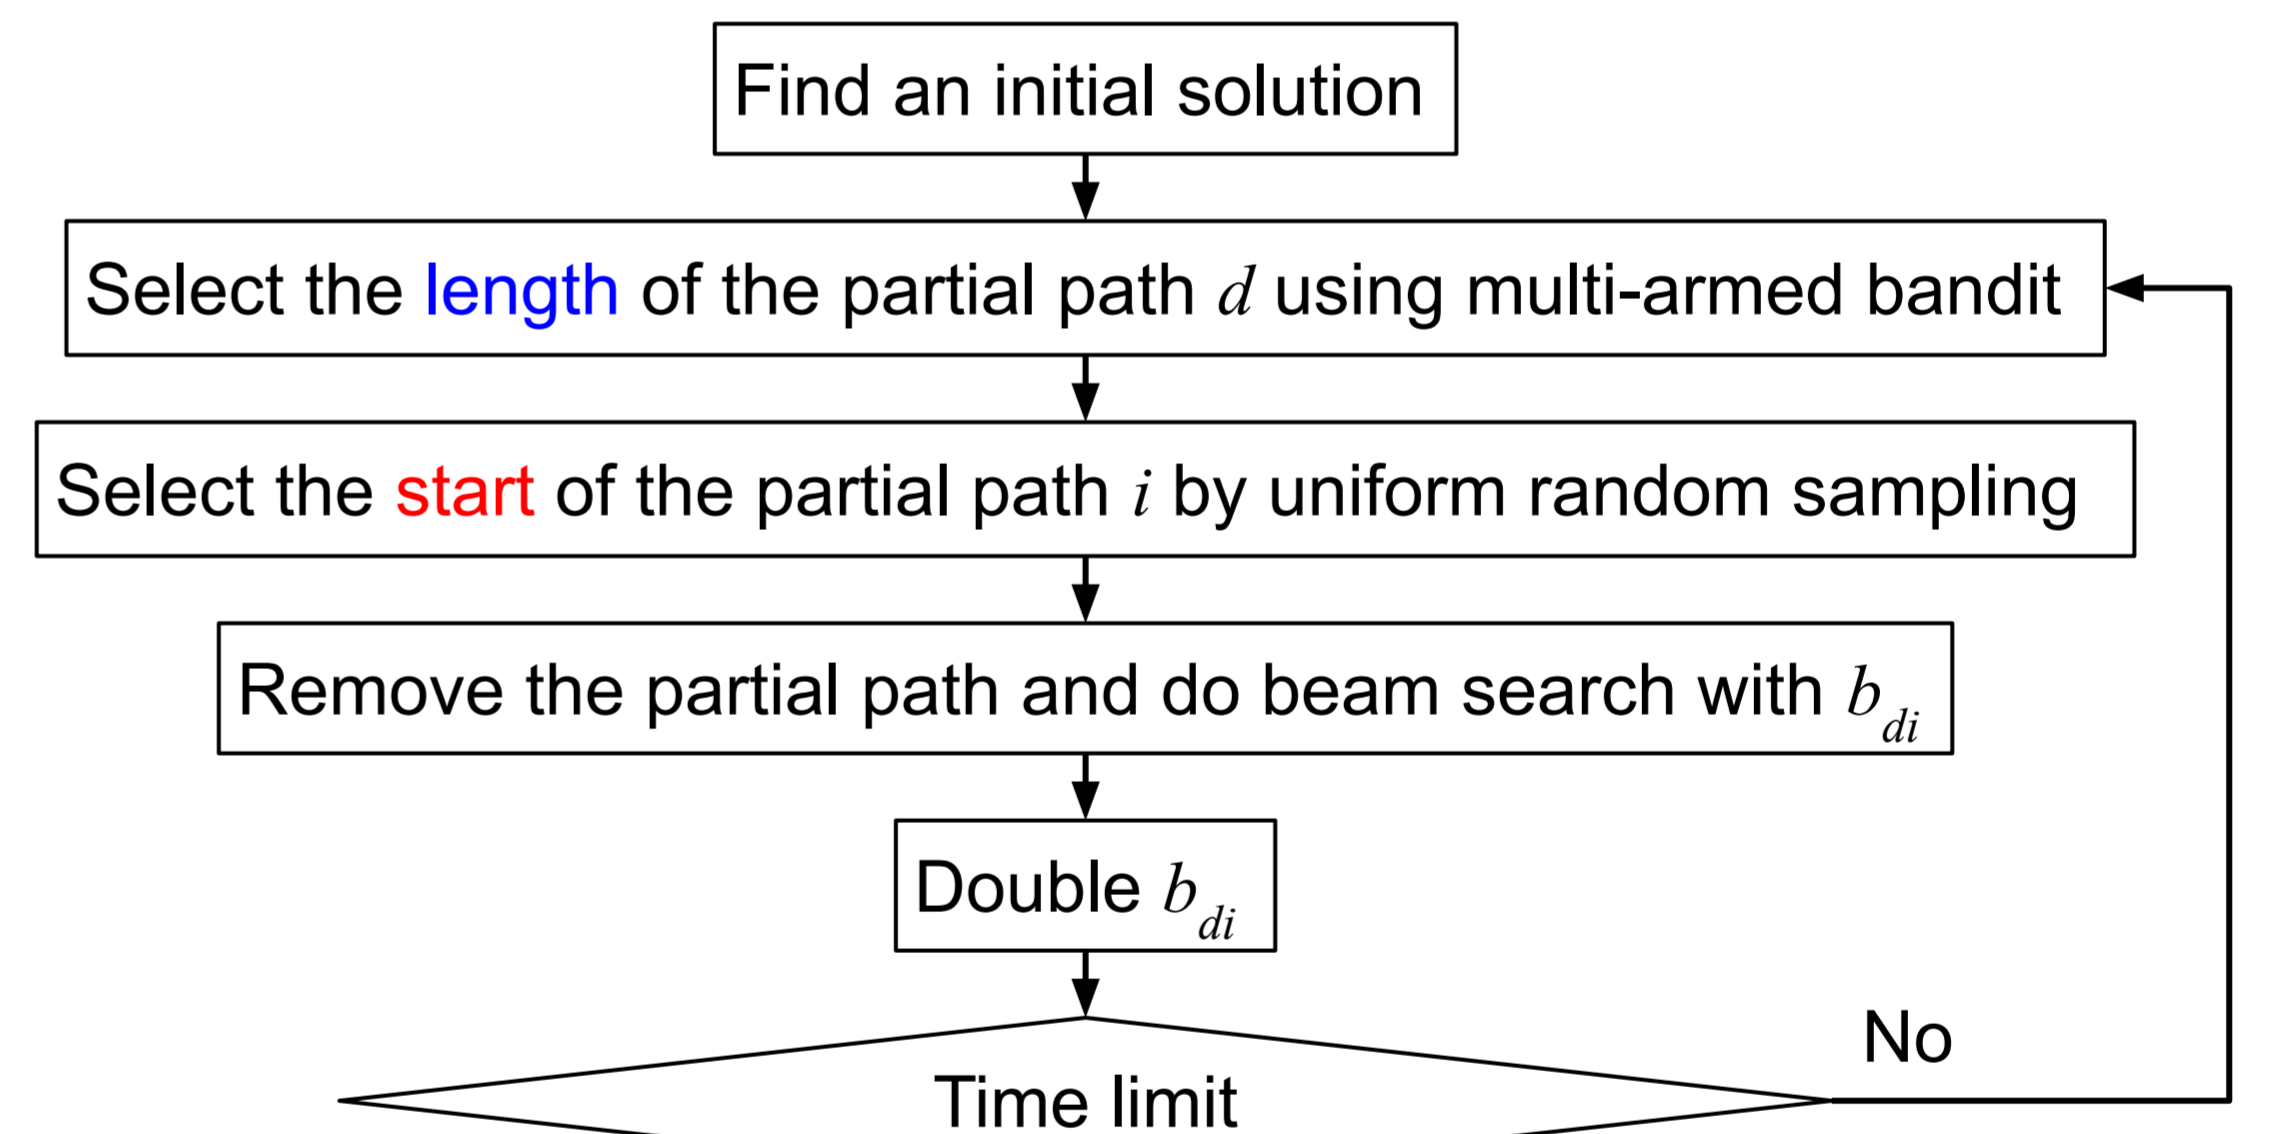 Find an initial solution
Select the length of the partial path d using multi-armed bandit
Select the start of the partial path i by uniform random sampling
Remove the partial path and do beam search with b_di
Double b_di
No
Time limit